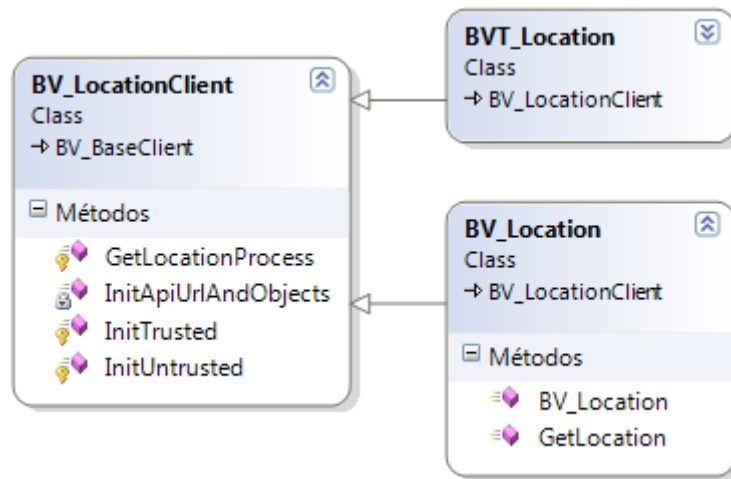 BV_LocationClient
Class
BV_BaseClient
Métodos
GetLocationProcess
InitApiUrlAndObjects
InitTrusted
InitUntrusted
BVT_Location
Class
BV_LocationClient
BV_Location
Class
BV_LocationClient
Métodos
BV_Location
GetLocation